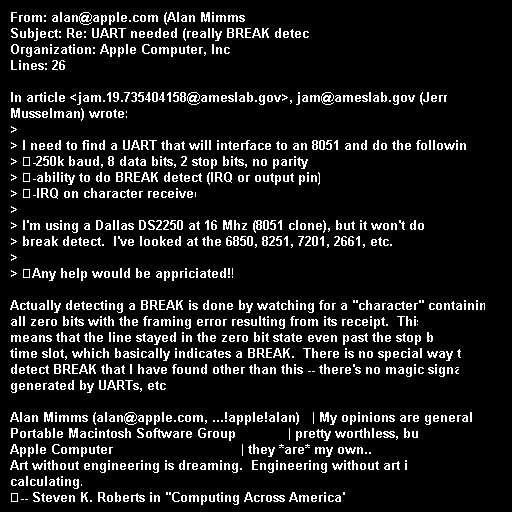 From: alan@apple.com (Alan Mimms
Subject: Re: UART needed (really BREAK detec
Organization: Apple Computer, Inc
Lines: 26

In article <jam.19.735404158@ameslab.gov>, jam@ameslab.gov (Jerr
Musselman) wrote:
>
> I need to find a UART that will interface to an 8051 and do the followin
> -250k baud, 8 data bits, 2 stop bits, no parity
> -ability to do BREAK detect (IRQ or output pin)
> -IRQ on character receive
>
> I'm using a Dallas DS2250 at 16 Mhz (8051 clone), but it won't do
> break detect.  I've looked at the 6850, 8251, 7201, 2661, etc.
>
> Any help would be appriciated!!

Actually detecting a BREAK is done by watching for a "character" containin
all zero bits with the framing error resulting from its receipt.  This
means that the line stayed in the zero bit state even past the stop b
time slot, which basically indicates a BREAK.  There is no special way t
detect BREAK that I have found other than this -- there's no magic signa
generated by UARTs, etc

Alan Mimms (alan@apple.com, ...!apple!alan)   | My opinions are general
Portable Macintosh Software Group             | pretty worthless, bu
Apple Computer                                | they *are* my own..
Art without engineering is dreaming.  Engineering without art i
calculating.
-- Steven K. Roberts in "Computing Across America"